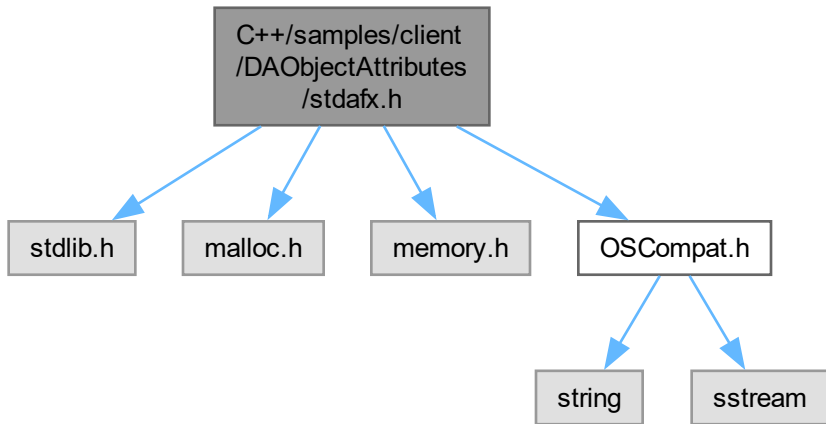 C++/samples/client
/DAObjectAttributes
/stdafx.h
stdlib.h
malloc.h
memory.h
OSCompat.h
string
sstream